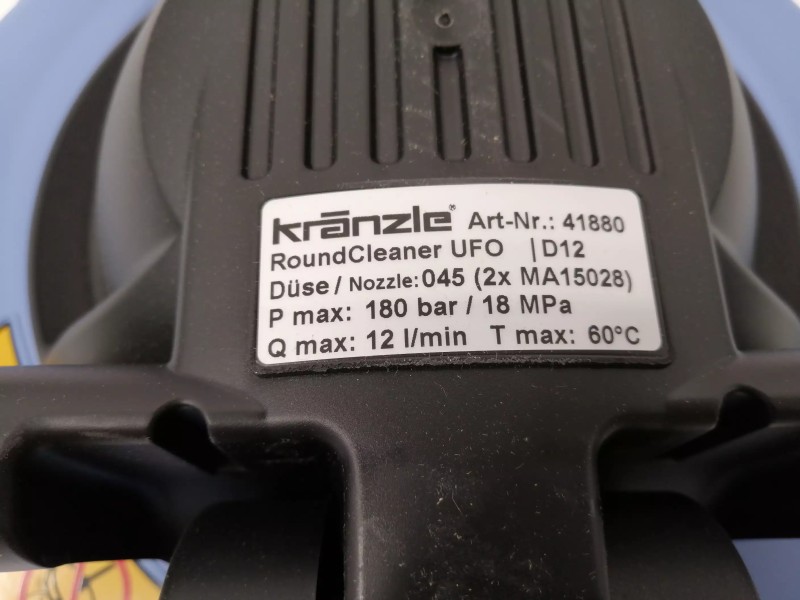 kränzle® Art-Nr.: 41880
RoundCleaner UFO | D12
Düse / Nozzle: 045 (2x MA15028)
P max: 180 bar / 18 MPa
Q max: 12 l/min T max: 60°C